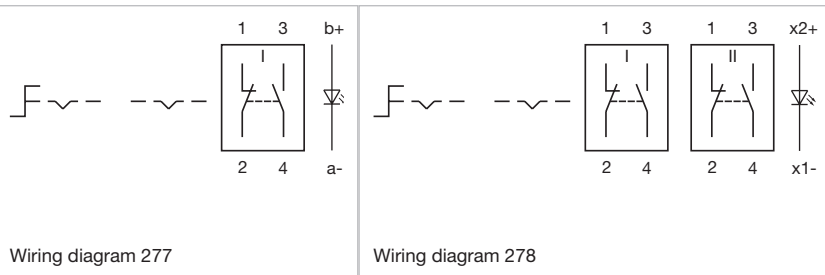 1 3 b+
I
2 4 a-
Wiring diagram 277
1 3 1 3 x2+
I II
2 4 2 4 x1-
Wiring diagram 278